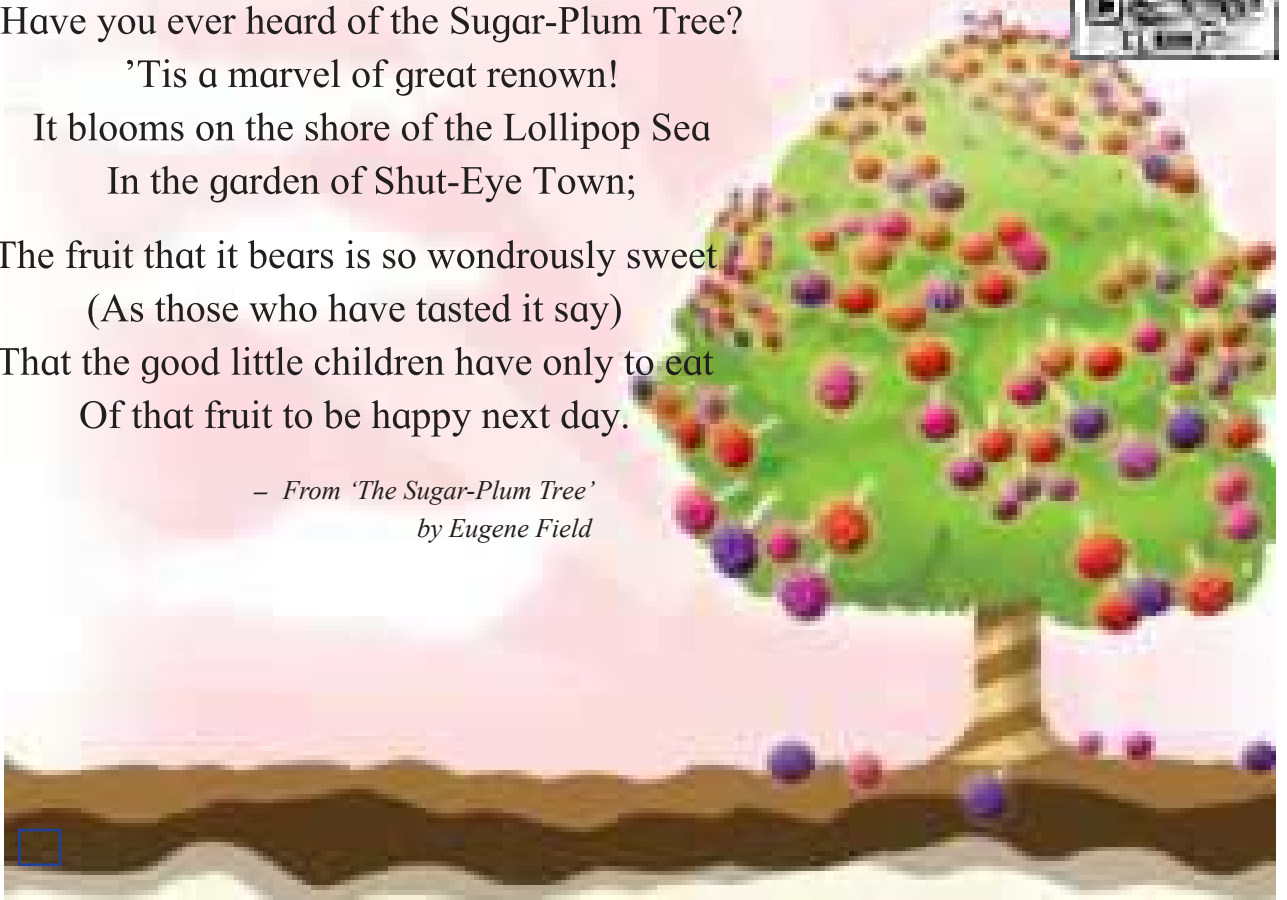 Have you ever heard of the Sugar-Plum Tree?
’Tis a marvel of great renown!
It blooms on the shore of the Lollipop Sea
In the garden of Shut-Eye Town;
The fruit that it bears is so wondrously sweet
(As those who have tasted it say)
That the good little children have only to eat
Of that fruit to be happy next day.
– From ‘The Sugar-Plum Tree’
by Eugene Field